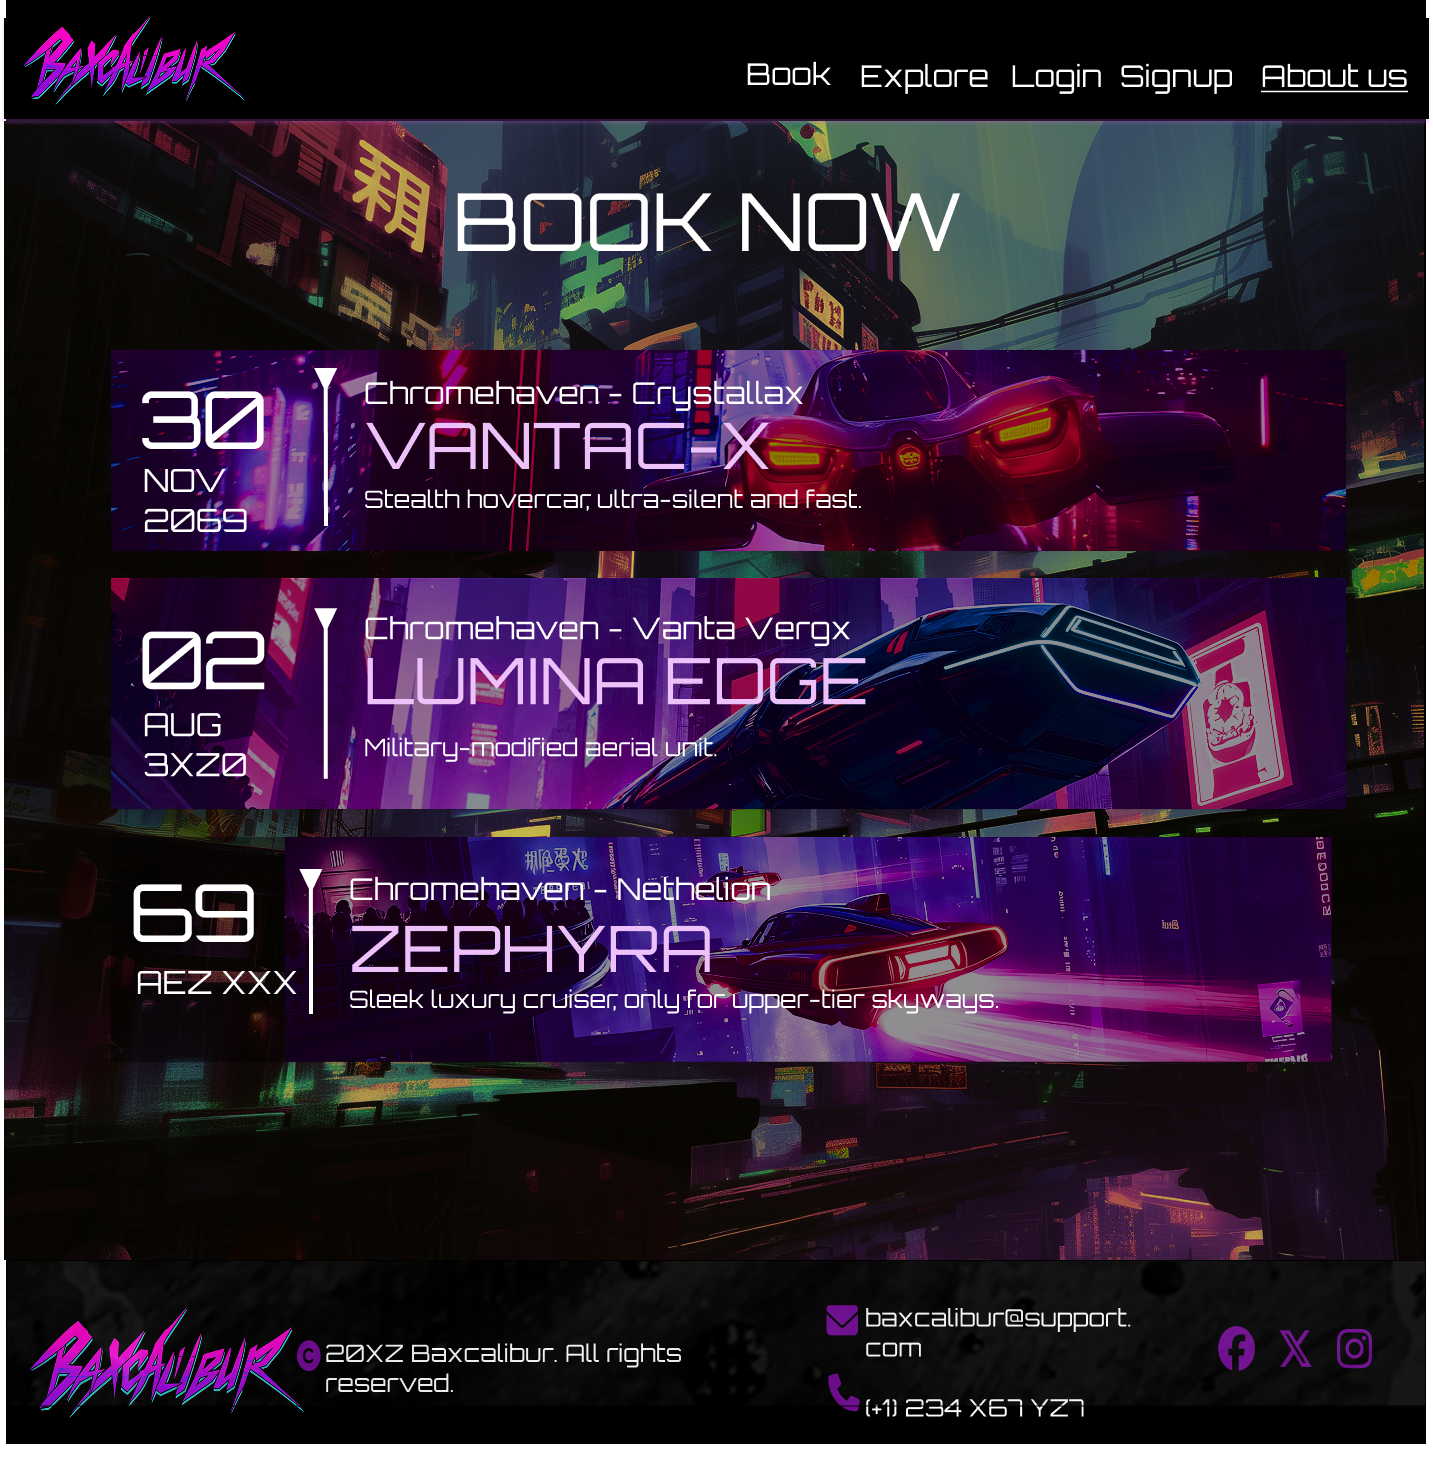 BAXCALIBUR
Book Explore Login Signup About us
BOOK NOW
30
NOV
2069
Chromehaven - Crystallax
VANTAC-X
Stealth hovercar, ultra-silent and fast.
02
AUG
3XZ0
Chromehaven - Vanta Vergx
LUMINA EDGE
Military-modified aerial unit.
69
AEZ XXX
Chromehaven - Nethelion
ZEPHYRA
Sleek luxury cruiser, only for upper-tier skyways.
BAXCALIBUR
© 20XZ Baxcalibur. All rights
reserved.
baxcalibur@support.
com
(+1) 234 X67 YZ7